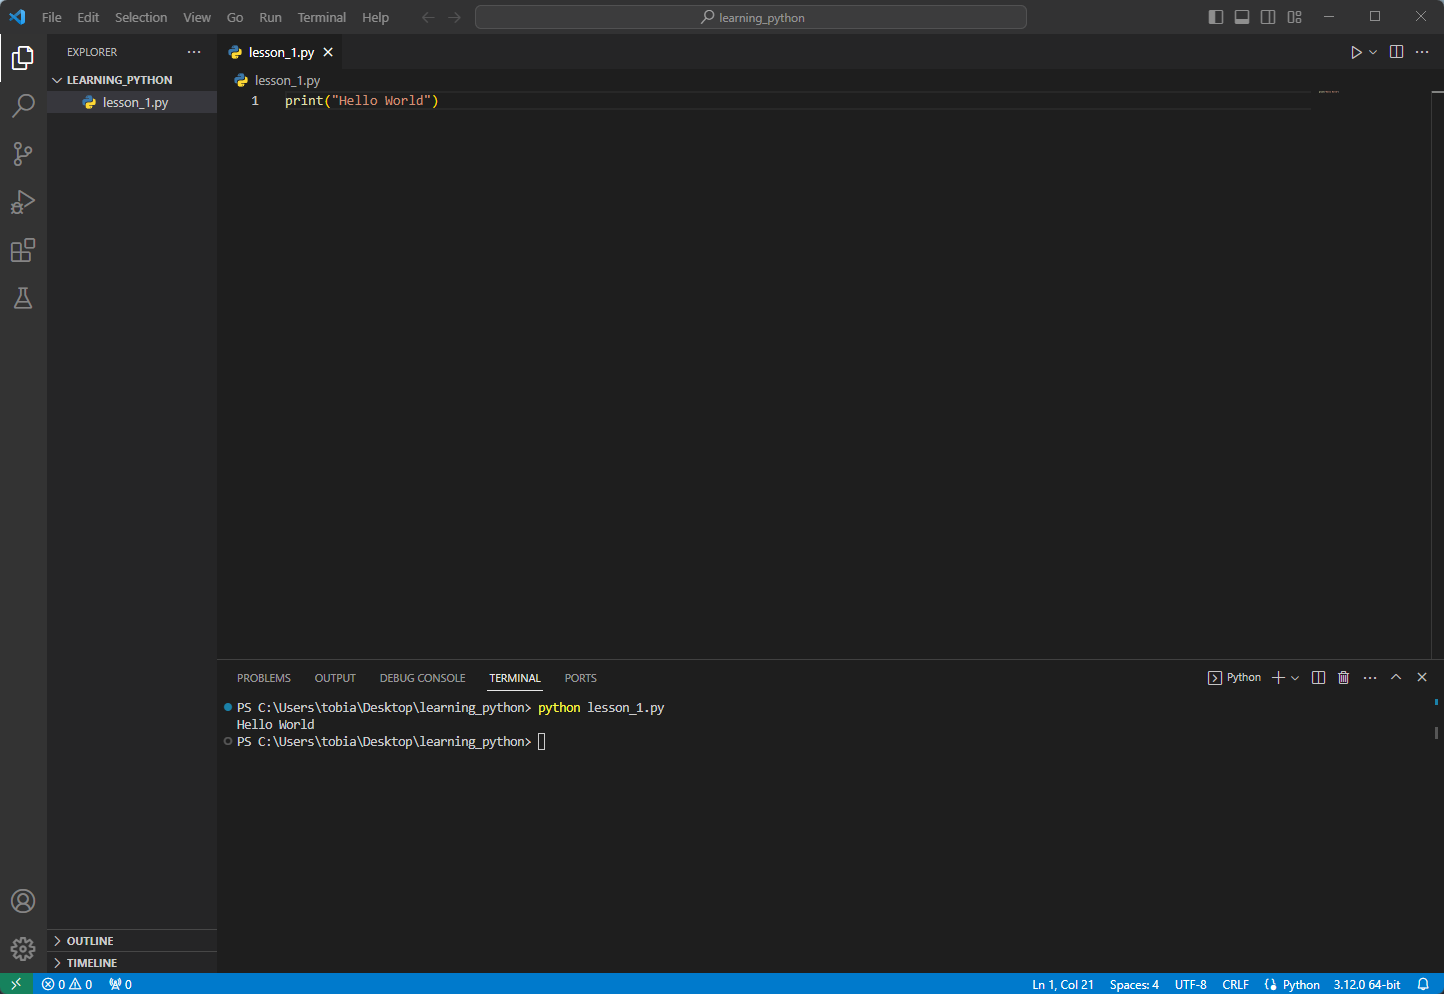 File Edit Selection View Go Run Terminal Help
learning_python
EXPLORER
LEARNING_PYTHON
lesson_1.py
OUTLINE
TIMELINE
lesson_1.py
lesson_1.py
1 print("Hello World")
PROBLEMS OUTPUT DEBUG CONSOLE TERMINAL PORTS
Python
PS C:\Users\tobia\Desktop\learning_python> python lesson_1.py
Hello World
PS C:\Users\tobia\Desktop\learning_python>
0 0 0
Ln 1, Col 21 Spaces: 4 UTF-8 CRLF Python 3.12.0 64-bit